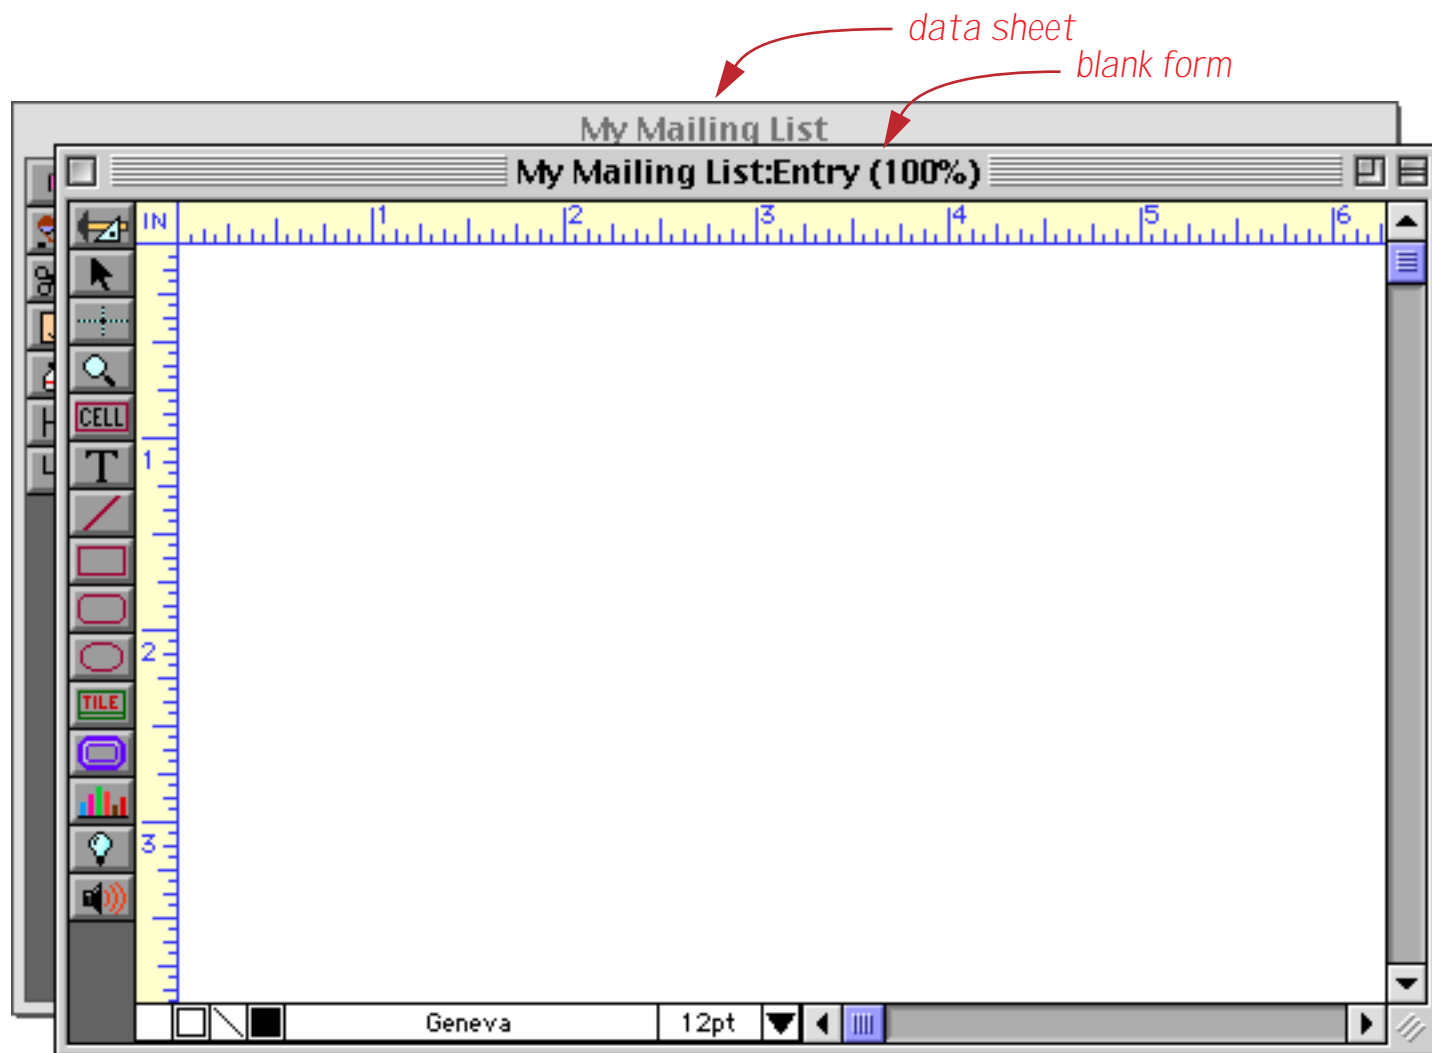 data sheet
blank form
My Mailing List
My Mailing List:Entry (100%)
IN 1 2 3 4 5 6
CELL
T
1
2
TILE
3
Geneva 12pt